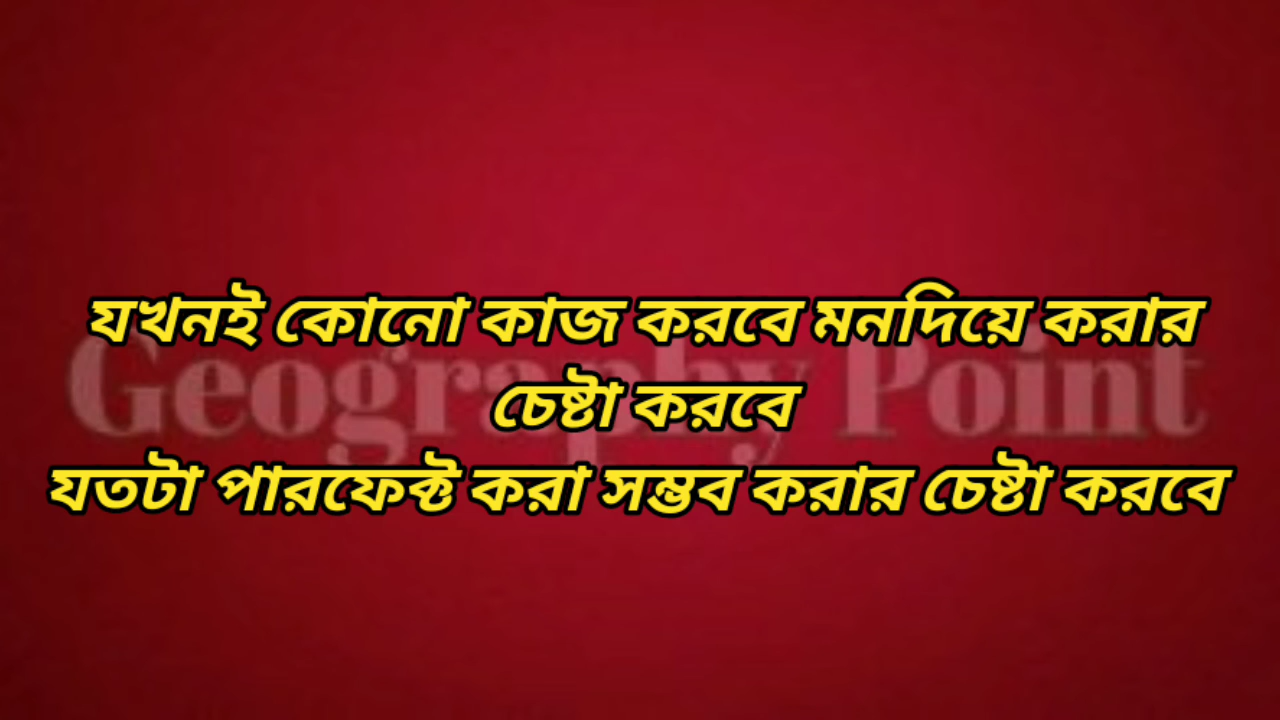 যখনই কোনো কাজ করবে মনদিয়ে করার
চেষ্টা করবে
যতটা পারফেক্ট করা সম্ভব করার চেষ্টা করবে
Geography Point